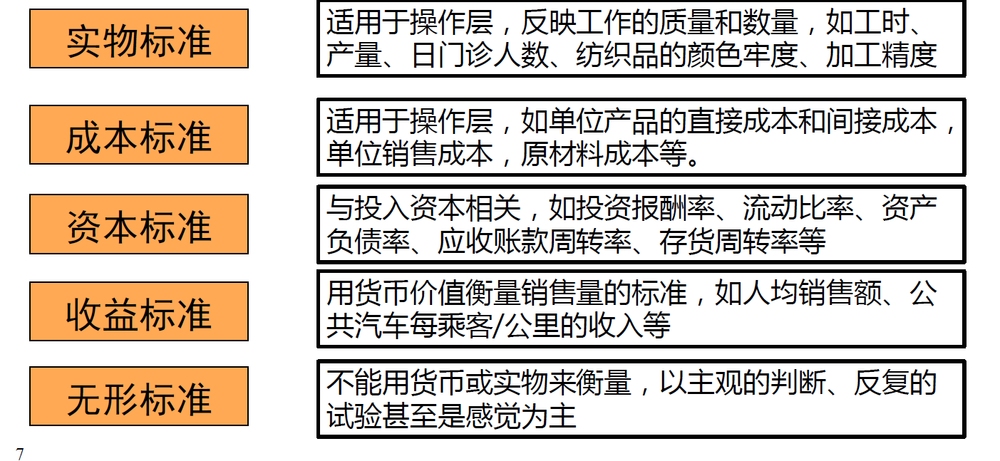 实物标准
适用于操作层，反映工作的质量和数量，如工时、
产量、日门诊人数、纺织品的颜色牢度、加工精度
成本标准
适用于操作层，如单位产品的直接成本和间接成本，
单位销售成本，原材料成本等。
资本标准
与投入资本相关，如投资报酬率、流动比率、资产
负债率、应收账款周转率、存货周转率等
收益标准
用货币价值衡量销售量的标准，如人均销售额、公
共汽车每乘客/公里的收入等
无形标准
不能用货币或实物来衡量，以主观的判断、反复的
试验甚至是感觉为主
7